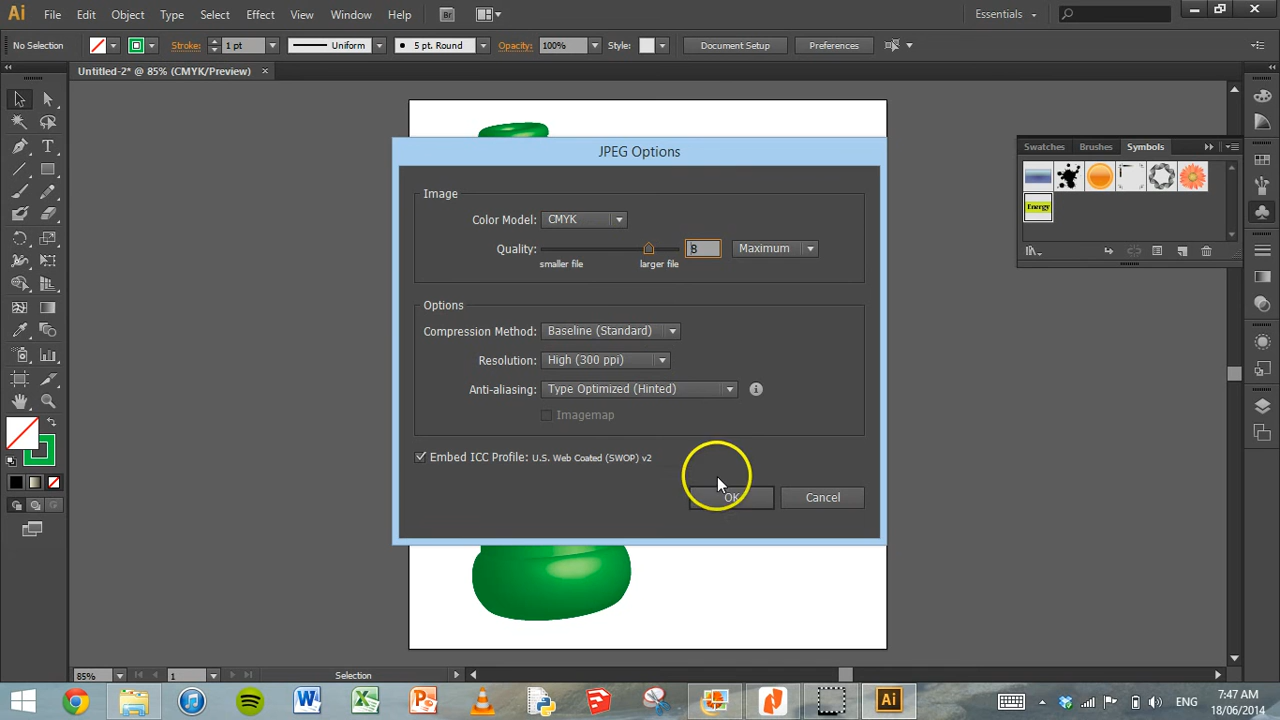 Ai File Edit Object Type Select Effect View Window Help Br Essentials
No Selection Stroke: 1 pt Uniform 5 pt. Round Opacity: 100% Style: Document Setup Preferences
Untitled-2* @ 85% (CMYK/Preview)
JPEG Options
Swatches Brushes Symbols
Energy
Image
Color Model: CMYK
Quality: 8 Maximum
smaller file larger file
Options
Compression Method: Baseline (Standard)
Resolution: High (300 ppi)
Anti-aliasing: Type Optimized (Hinted)
Imagemap
Embed ICC Profile: U.S. Web Coated (SWOP) v2
OK Cancel
85% 1 Selection
ENG
7:47 AM
18/06/2014